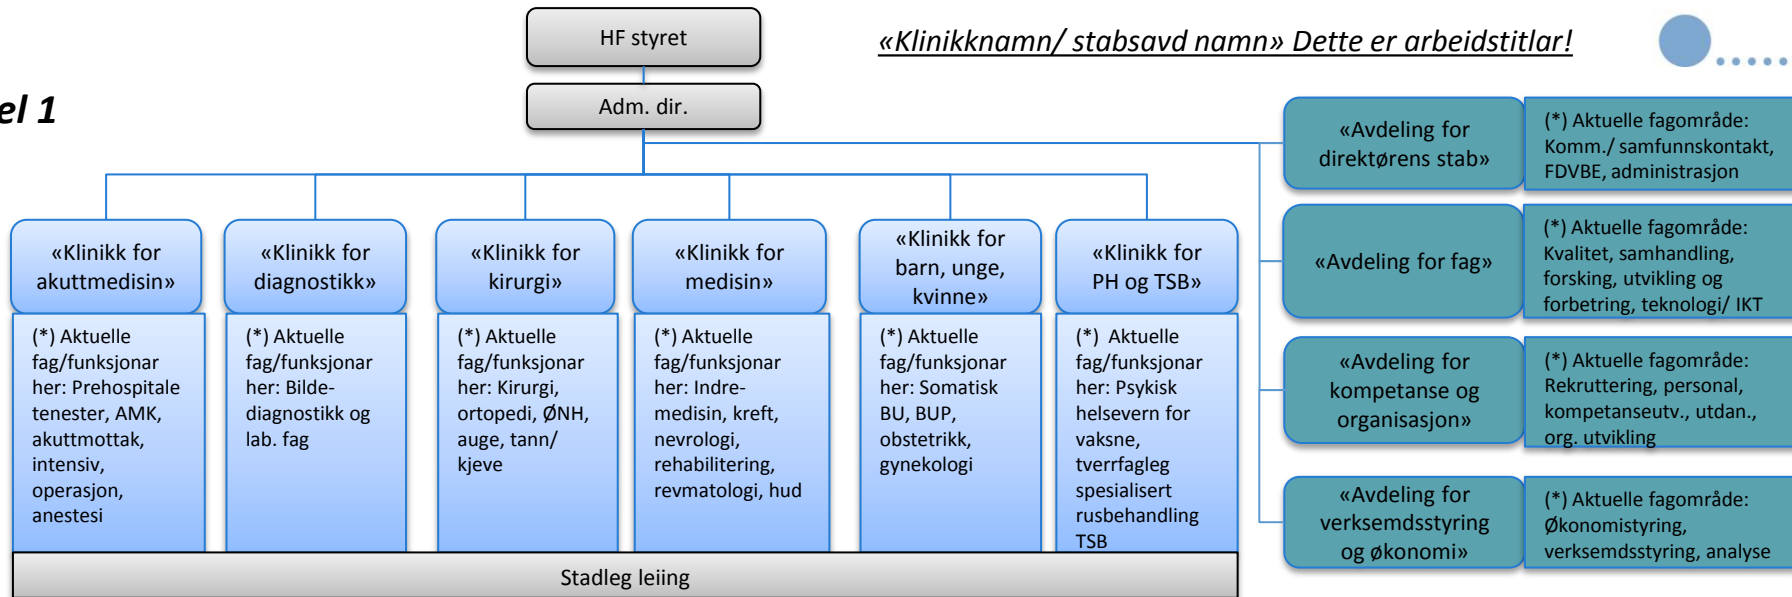 HF styret
«Klinikknamn/ stabsavd namn» Dette er arbeidstitlar!
el 1
Adm. dir.
«Avdeling for
direktørens stab»
(*) Aktuelle fagområde:
Komm./ samfunnskontakt,
FDVBE, administrasjon
«Avdeling for fag»
(*) Aktuelle fagområde:
Kvalitet, samhandling,
forsking, utvikling og
forbetring, teknologi/ IKT
«Avdeling for
kompetanse og
organisasjon»
(*) Aktuelle fagområde:
Rekruttering, personal,
kompetanseutv., utdan.,
org. utvikling
«Avdeling for
verksemdsstyring
og økonomi»
(*) Aktuelle fagområde:
Økonomistyring,
verksemdsstyring, analyse
«Klinikk for
akuttmedisin»
(*) Aktuelle
fag/funksjonar
her: Prehospitale
tenester, AMK,
akuttmottak,
intensiv,
operasjon,
anestesi
«Klinikk for
diagnostikk»
(*) Aktuelle
fag/funksjonar
her: Bilde-
diagnostikk og
lab. fag
«Klinikk for
kirurgi»
(*) Aktuelle
fag/funksjonar
her: Kirurgi,
ortopedi, ØNH,
auge, tann/
kjeve
«Klinikk for
medisin»
(*) Aktuelle
fag/funksjonar
her: Indre-
medisin, kreft,
nevrologi,
rehabilitering,
revmatologi, hud
«Klinikk for
barn, unge,
kvinne»
(*) Aktuelle
fag/funksjonar
her: Somatisk
BU, BUP,
obstetrikk,
gynekologi
«Klinikk for
PH og TSB»
(*) Aktuelle
fag/funksjonar
her: Psykisk
helsevern for
vaksne,
tverrfagleg
spesialisert
rusbehandling
TSB
Stadleg leiing